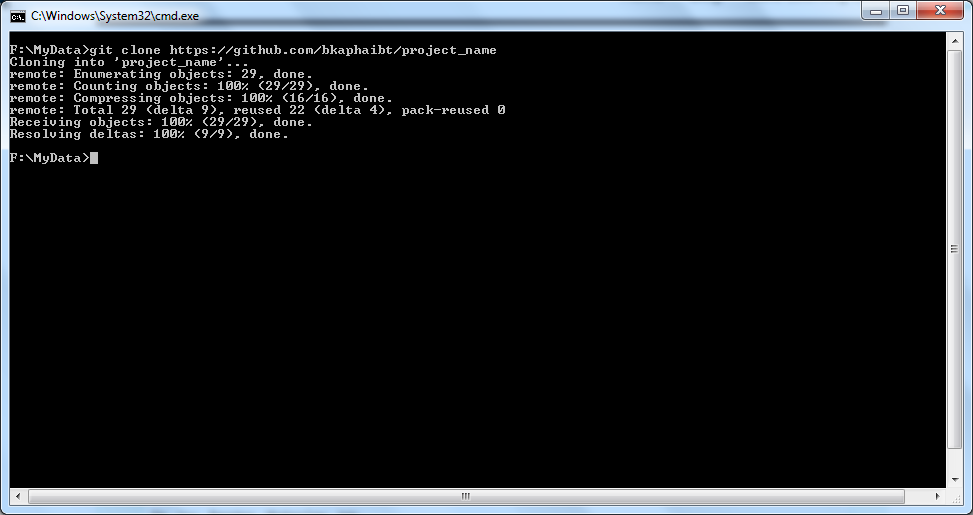 C:\Windows\System32\cmd.exe
F:\MyData>git clone https://github.com/bkaphaibt/project_name
Cloning into 'project_name'...
remote: Enumerating objects: 29, done.
remote: Counting objects: 100% (29/29), done.
remote: Compressing objects: 100% (16/16), done.
remote: Total 29 (delta 9), reused 22 (delta 4), pack-reused 0
Receiving objects: 100% (29/29), done.
Resolving deltas: 100% (9/9), done.
F:\MyData>